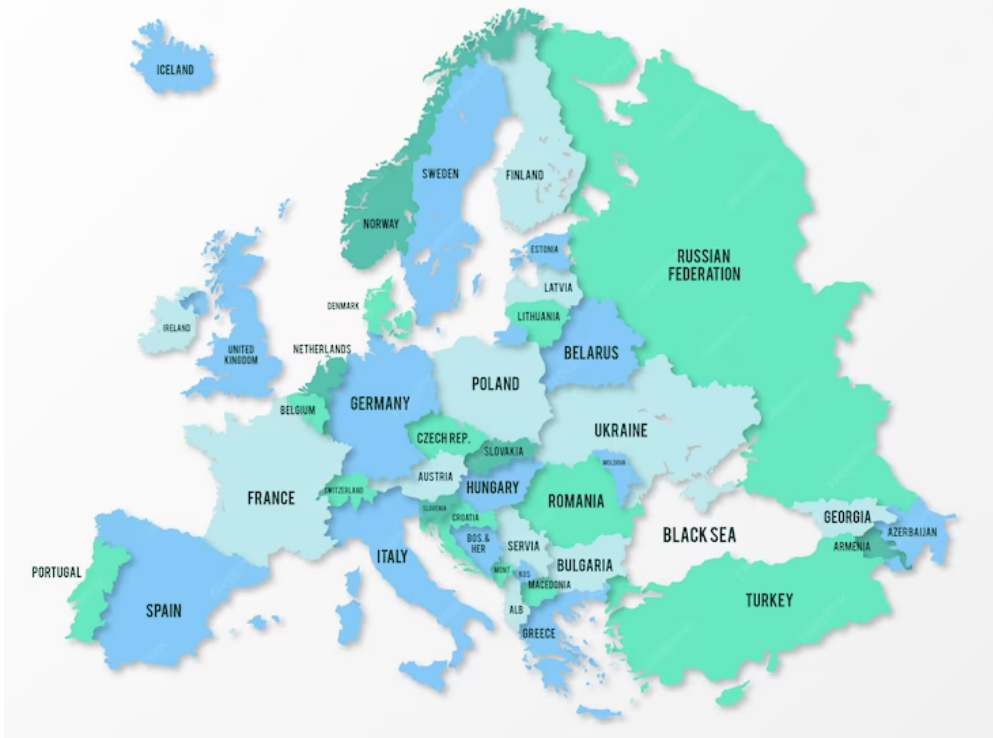 ICELAND
SWEDEN
FINLAND
NORWAY
ESTONIA
RUSSIAN
FEDERATION
LATVIA
DENMARK
LITHUANIA
IRELAND
NETHERLANDS
UNITED
KINGDOM
BELARUS
POLAND
GERMANY
BELGIUM
UKRAINE
CZECH REP.
SLOVAKIA
MOLDOVA
AUSTRIA
HUNGARY
SWITZERLAND
FRANCE
ROMANIA
SLOVENIA
CROATIA
GEORGIA
AZERBAIJAN
BLACK SEA
BOS. &
HER
SERVIA
ARMENIA
ITALY
BULGARIA
PORTUGAL
MONT
KOS
MACEDONIA
TURKEY
SPAIN
ALB
GREECE